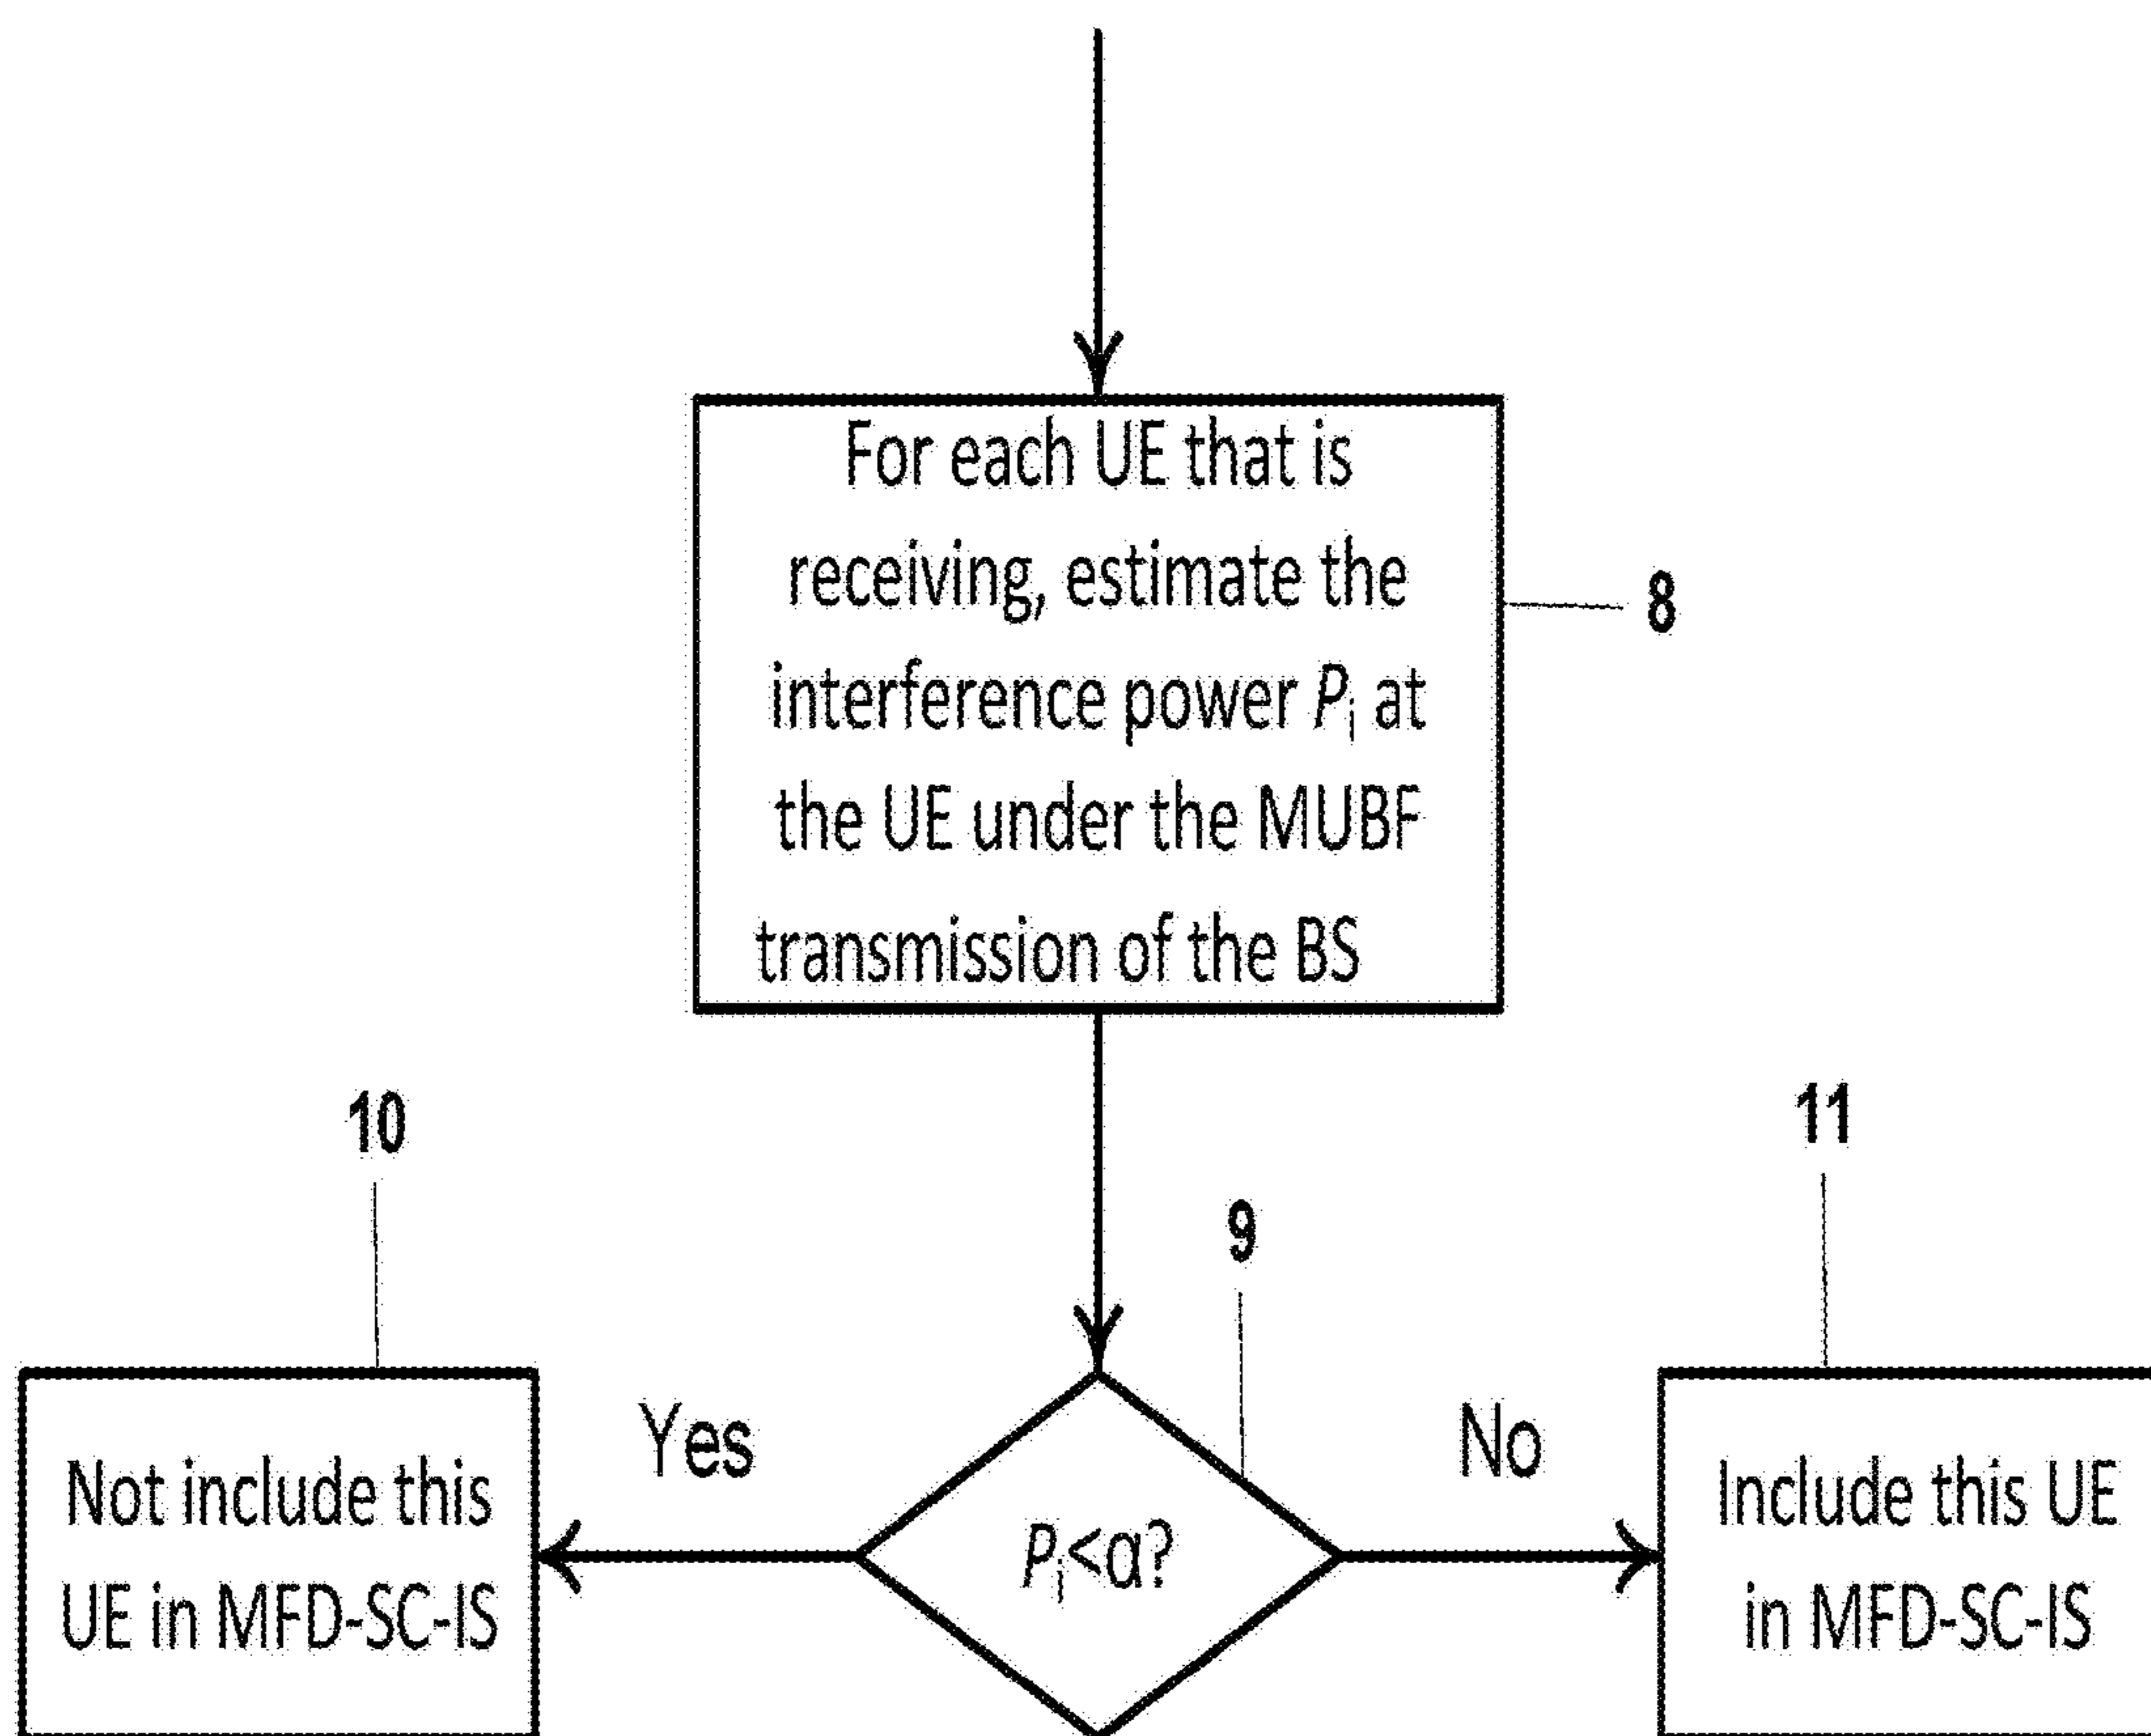 For each UE that is
receiving, estimate the
interference power Pi at
the UE under the MUBF
transmission of the BS
8
10
11
9
Yes
No
Not include this
UE in MFD-SC-IS
Pi<α?
Include this UE
in MFD-SC-IS